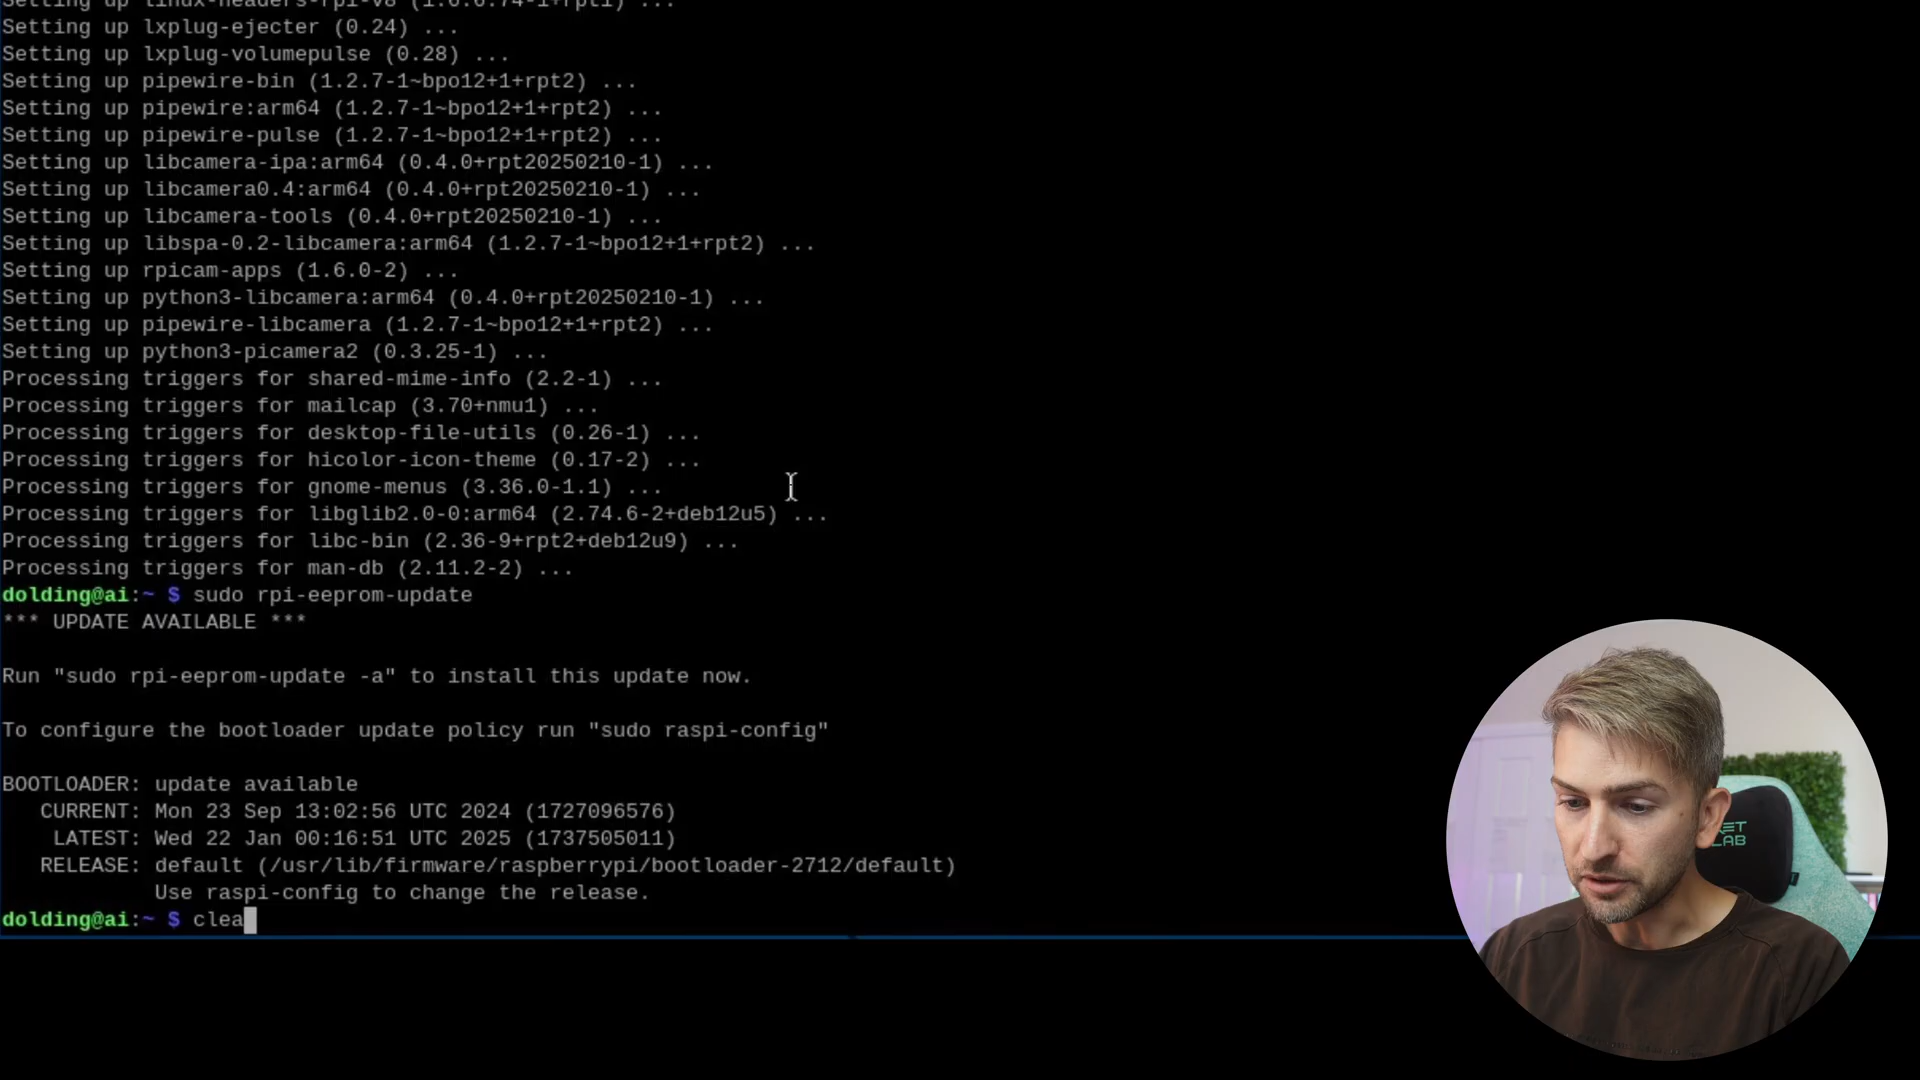 Setting up linux-headers-rpi-v8 (1:6.6.74-1+rpt1) ...
Setting up lxplug-ejecter (0.24) ...
Setting up lxplug-volumepulse (0.28) ...
Setting up pipewire-bin (1.2.7-1~bpo12+1+rpt2) ...
Setting up pipewire:arm64 (1.2.7-1~bpo12+1+rpt2) ...
Setting up pipewire-pulse (1.2.7-1~bpo12+1+rpt2) ...
Setting up libcamera-ipa:arm64 (0.4.0+rpt20250210-1) ...
Setting up libcamera0.4:arm64 (0.4.0+rpt20250210-1) ...
Setting up libcamera-tools (0.4.0+rpt20250210-1) ...
Setting up libspa-0.2-libcamera:arm64 (1.2.7-1~bpo12+1+rpt2) ...
Setting up rpicam-apps (1.6.0-2) ...
Setting up python3-libcamera:arm64 (0.4.0+rpt20250210-1) ...
Setting up pipewire-libcamera (1.2.7-1~bpo12+1+rpt2) ...
Setting up python3-picamera2 (0.3.25-1) ...
Processing triggers for shared-mime-info (2.2-1) ...
Processing triggers for mailcap (3.70+nmu1) ...
Processing triggers for desktop-file-utils (0.26-1) ...
Processing triggers for hicolor-icon-theme (0.17-2) ...
Processing triggers for gnome-menus (3.36.0-1.1) ...
Processing triggers for libglib2.0-0:arm64 (2.74.6-2+deb12u5) ...
Processing triggers for libc-bin (2.36-9+rpt2+deb12u9) ...
Processing triggers for man-db (2.11.2-2) ...
dolding@ai:~ $ sudo rpi-eeprom-update
*** UPDATE AVAILABLE ***
Run "sudo rpi-eeprom-update -a" to install this update now.
To configure the bootloader update policy run "sudo raspi-config"
BOOTLOADER: update available
CURRENT: Mon 23 Sep 13:02:56 UTC 2024 (1727096576)
LATEST: Wed 22 Jan 00:16:51 UTC 2025 (1737505011)
RELEASE: default (/usr/lib/firmware/raspberrypi/bootloader-2712/default)
Use raspi-config to change the release.
dolding@ai:~ $ clea
LAB